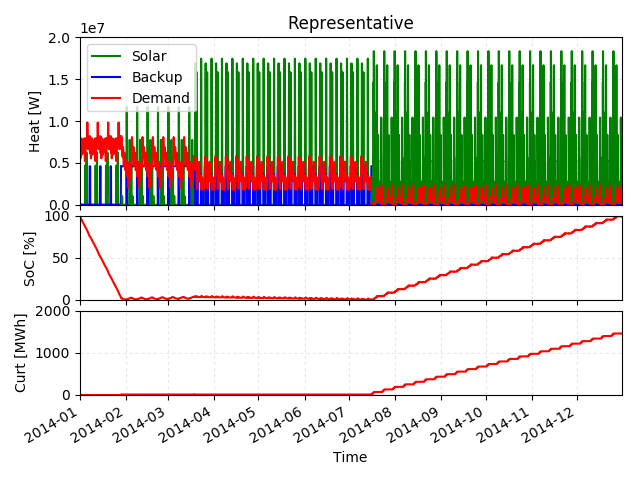 Representative
1e7
2.0
1.5
1.0
0.5
0.0
Heat [W]
Solar
Backup
Demand
100
50
0
SoC [%]
2000
1000
0
Curt [MWh]
2014-01
2014-02
2014-03
2014-04
2014-05
2014-06
2014-07
2014-08
2014-09
2014-10
2014-11
2014-12
Time